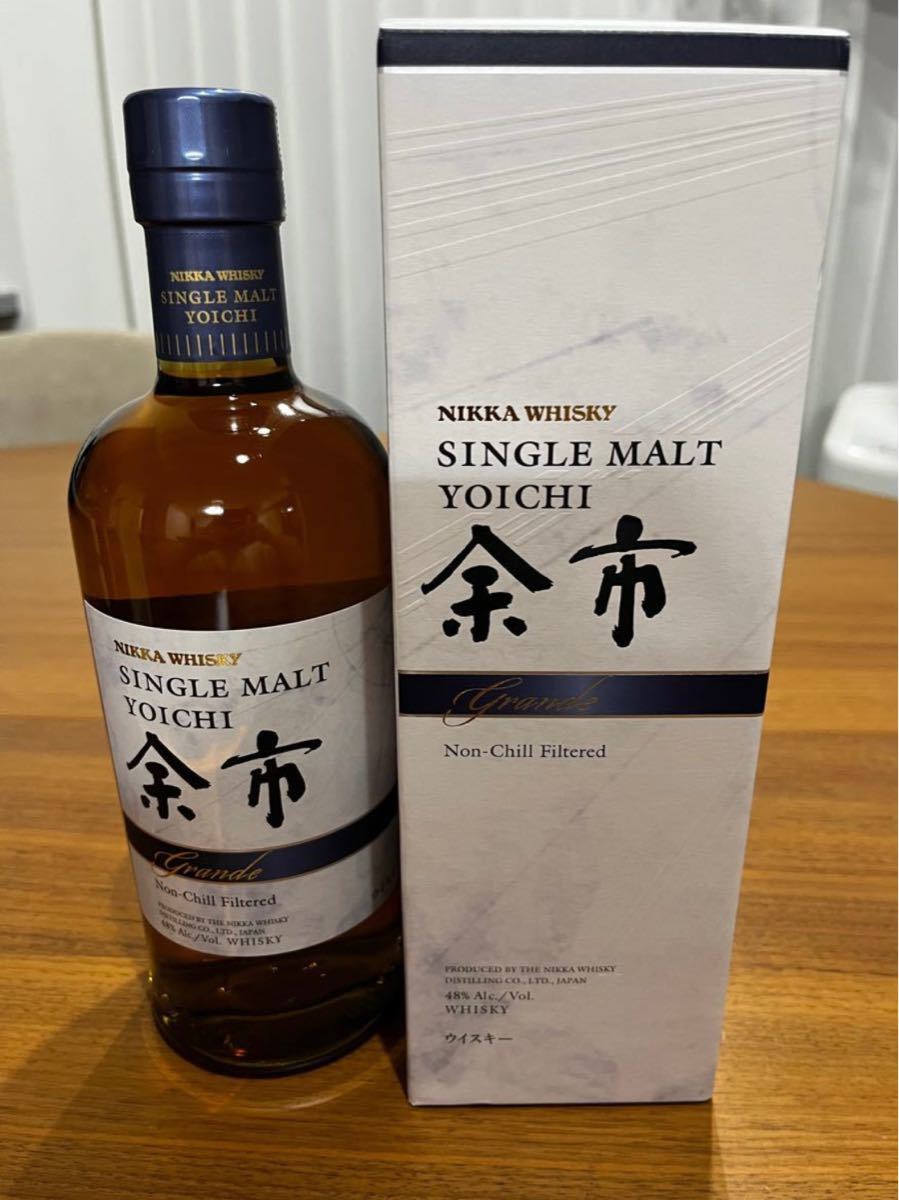 NIKKA WHISKY
SINGLE MALT
YOICHI
NIKKA WHISKY
SINGLE MALT
YOICHI
余市
Grande
Non-Chill Filtered
PRODUCED BY THE NIKKA WHISKY
DISTILLING CO., LTD., JAPAN
48% Alc./Vol. WHISKY
NIKKA WHISKY
SINGLE MALT
YOICHI
余市
Grande
Non-Chill Filtered
PRODUCED BY THE NIKKA WHISKY
DISTILLING CO., LTD., JAPAN
48% Alc./Vol.
WHISKY
ウイスキー